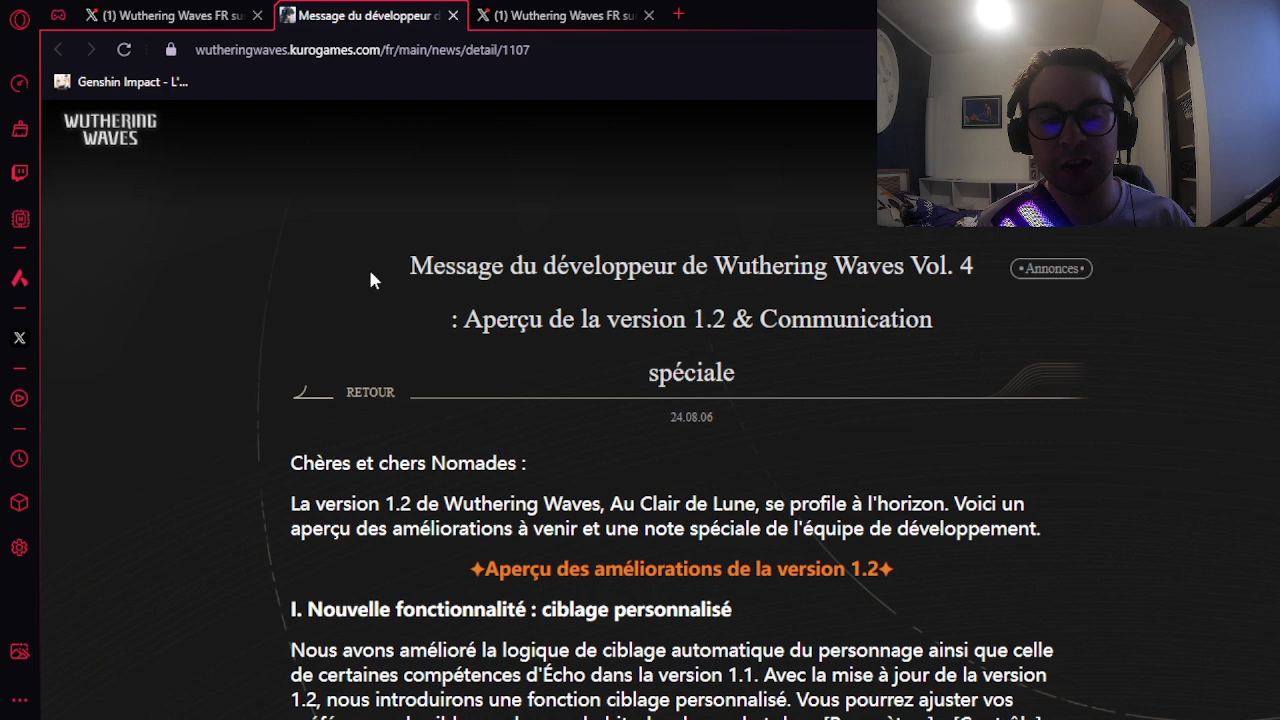 (1) Wuthering Waves FR su
Message du développeur d
(1) Wuthering Waves FR su
wutheringwaves.kurogames.com/fr/main/news/detail/1107
Genshin Impact - L'...
WUTHERING
WAVES
Message du développeur de Wuthering Waves Vol. 4
•Annonces•
: Aperçu de la version 1.2 & Communication
spéciale
RETOUR
24.08.06
Chères et chers Nomades :
La version 1.2 de Wuthering Waves, Au Clair de Lune, se profile à l'horizon. Voici un
aperçu des améliorations à venir et une note spéciale de l'équipe de développement.
✦Aperçu des améliorations de la version 1.2✦
I. Nouvelle fonctionnalité : ciblage personnalisé
Nous avons amélioré la logique de ciblage automatique du personnage ainsi que celle
de certaines compétences d'Écho dans la version 1.1. Avec la mise à jour de la version
1.2, nous introduirons une fonction ciblage personnalisé. Vous pourrez ajuster vos